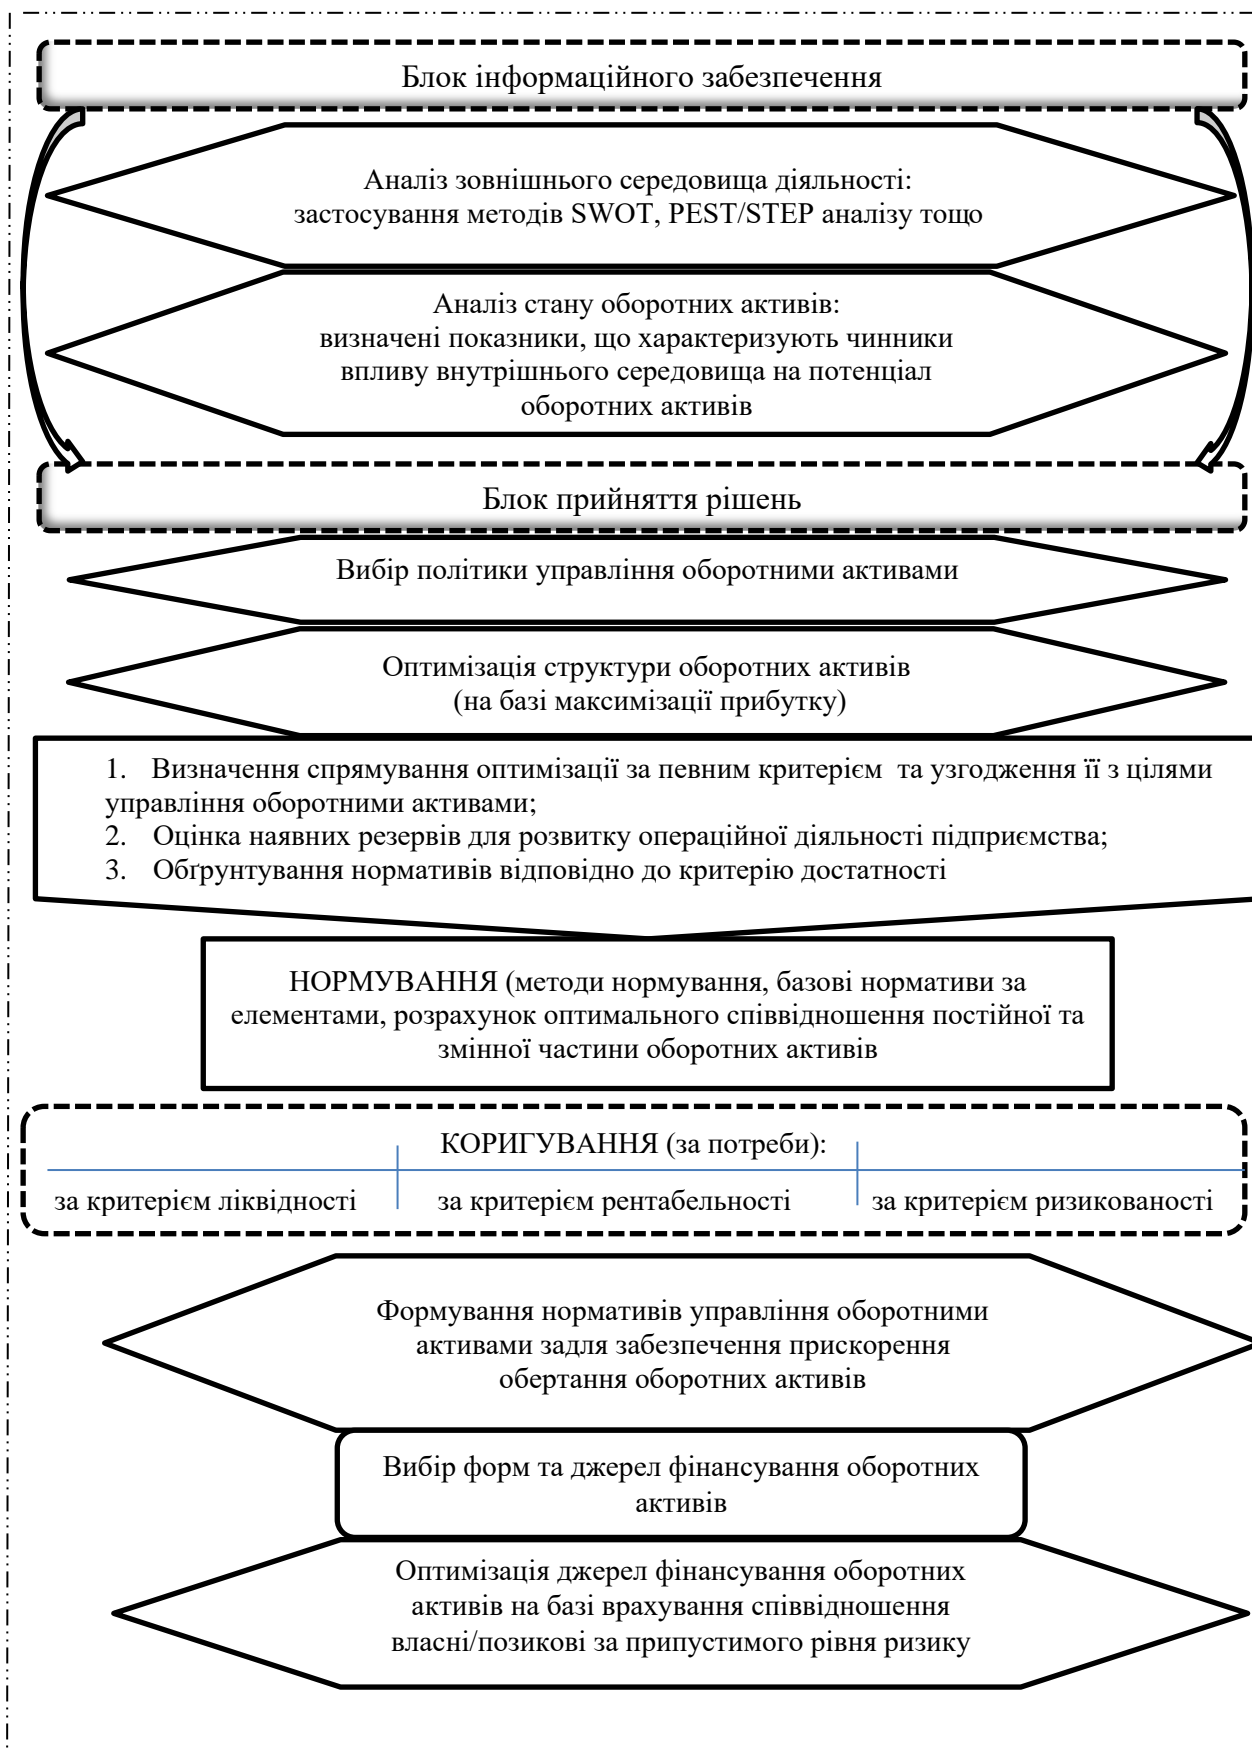 Блок інформаційного забезпечення
Аналіз зовнішнього середовища діяльності:
застосування методів SWOT, PEST/STEP аналізу тощо
Аналіз стану оборотних активів:
визначені показники, що характеризують чинники
впливу внутрішнього середовища на потенціал
оборотних активів
Блок прийняття рішень
Вибір політики управління оборотними активами
Оптимізація структури оборотних активів
(на базі максимізації прибутку)
1. Визначення спрямування оптимізації за певним критерієм та узгодження її з цілями
управління оборотними активами;
2. Оцінка наявних резервів для розвитку операційної діяльності підприємства;
3. Обґрунтування нормативів відповідно до критерію достатності
НОРМУВАННЯ (методи нормування, базові нормативи за
елементами, розрахунок оптимального співвідношення постійної та
змінної частини оборотних активів
КОРИГУВАННЯ (за потреби):
за критерієм ліквідності
за критерієм рентабельності
за критерієм ризикованості
Формування нормативів управління оборотними
активами задля забезпечення прискорення
обертання оборотних активів
Вибір форм та джерел фінансування оборотних
активів
Оптимізація джерел фінансування оборотних
активів на базі врахування співвідношення
власні/позикові за припустимого рівня ризику